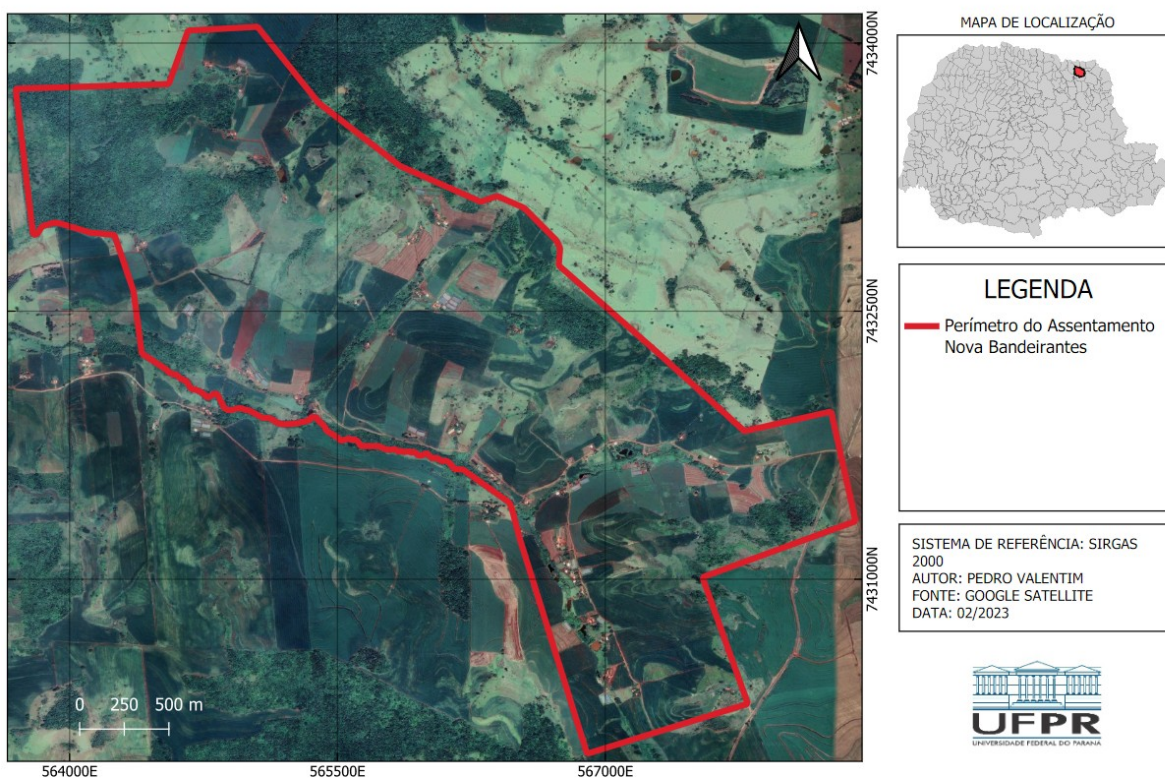 MAPA DE LOCALIZAÇÃO
7434000N
LEGENDA
Perímetro do Assentamento
Nova Bandeirantes
7432500N
7431000N
SISTEMA DE REFERÊNCIA: SIRGAS
2000
AUTOR: PEDRO VALENTIM
FONTE: GOOGLE SATELLITE
DATA: 02/2023
0 250 500 m
564000E 565500E 567000E
UFPR
UNIVERSIDADE FEDERAL DO PARANÁ